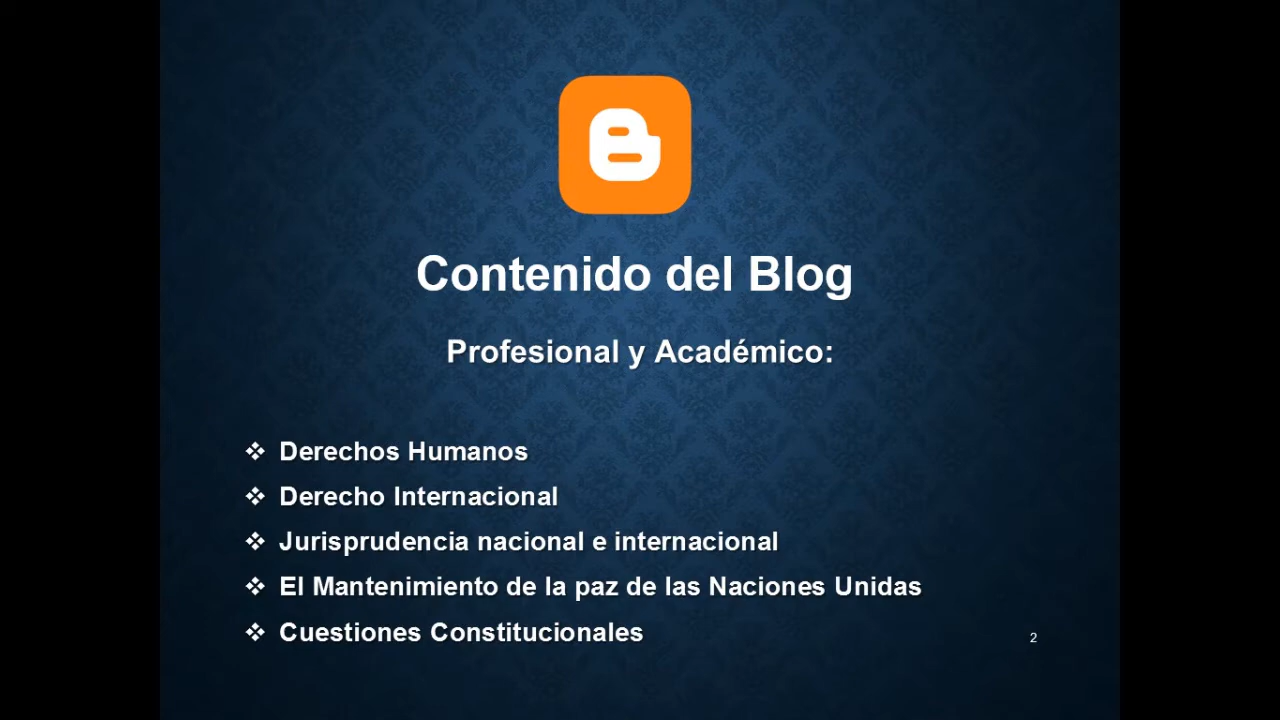 Contenido del Blog
Profesional y Académico:
❖ Derechos Humanos
❖ Derecho Internacional
❖ Jurisprudencia nacional e internacional
❖ El Mantenimiento de la paz de las Naciones Unidas
❖ Cuestiones Constitucionales
2